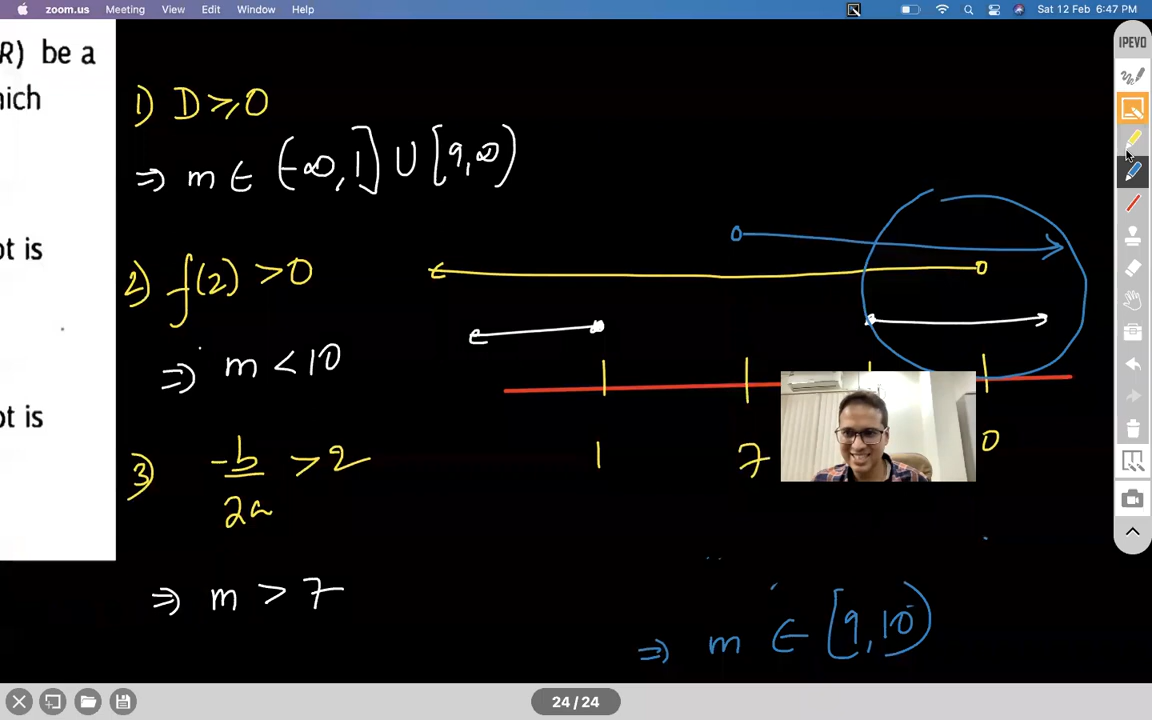 zoom.us Meeting View Edit Window Help Sat 12 Feb 6:47 PM
IPEVO
R) be a
hich
ot is
ot is
1) D ≥ 0
⇒ m ∈ (-∞, 1] ∪ [9, ∞)
2) f(2) > 0
⇒ m < 10
3) -b/2a > 2
⇒ m > 7
1 7 0
⇒ m ∈ [9, 10)
24 / 24